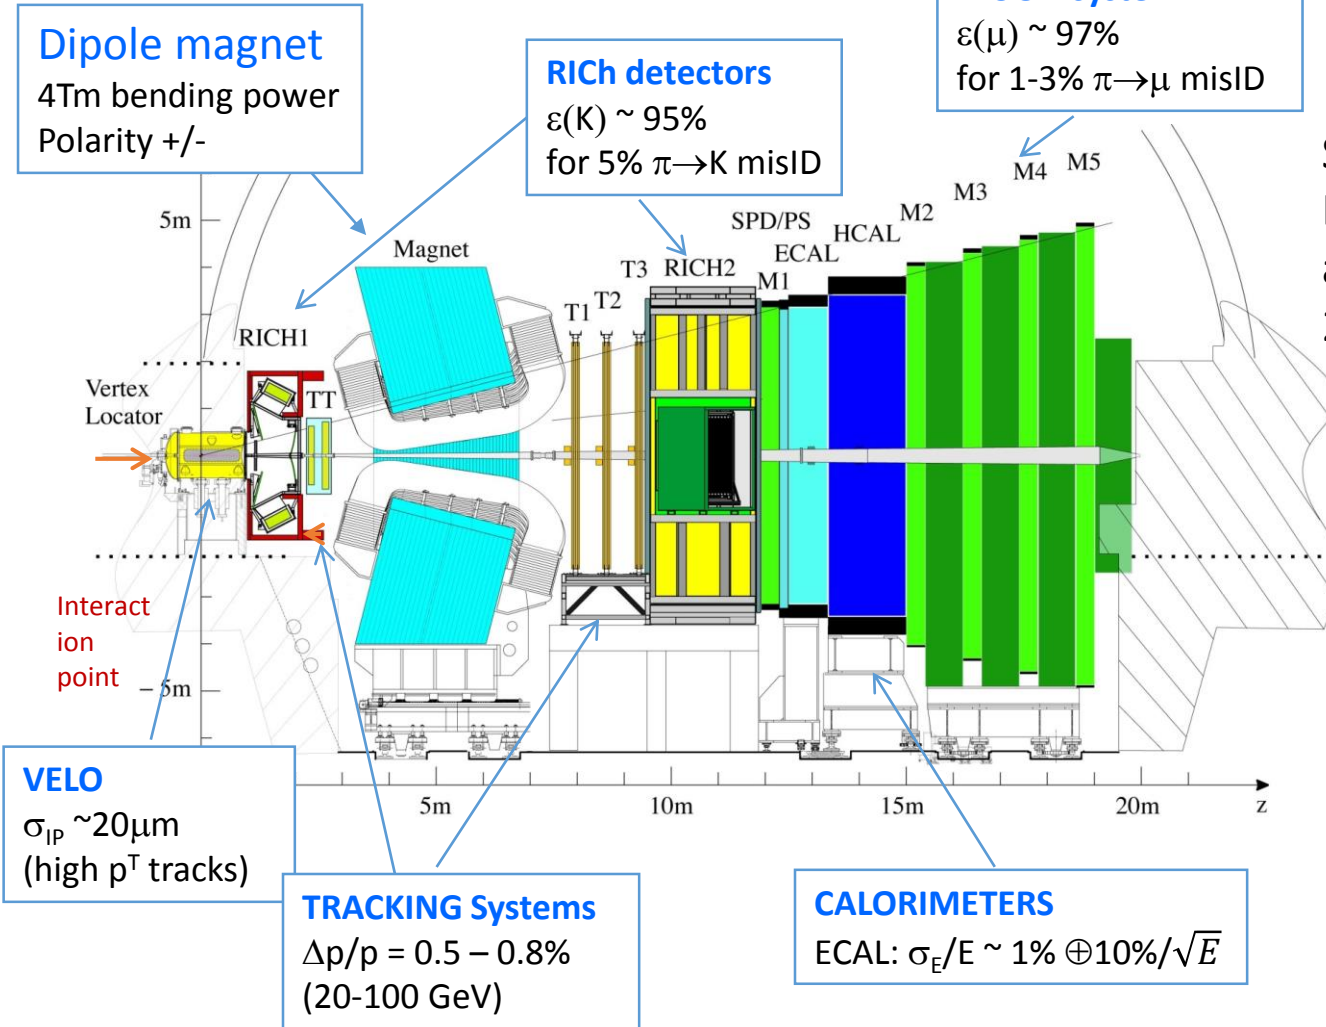 Dipole magnet
4Tm bending power
Polarity +/-
RICh detectors
ε(K) ~ 95%
for 5% π→K misID
ε(μ) ~ 97%
for 1-3% π→μ misID
5m
Magnet
RICH1
Vertex
Locator
TT
T1
T2
T3
RICH2
SPD/PS
M1
ECAL
HCAL
M2
M3
M4
M5
Interact
ion
point
– 5m
5m
10m
15m
20m
z
VELO
σIP ~20μm
(high pᵀ tracks)
TRACKING Systems
Δp/p = 0.5 – 0.8%
(20-100 GeV)
CALORIMETERS
ECAL: σE/E ~ 1% ⊕10%/√E